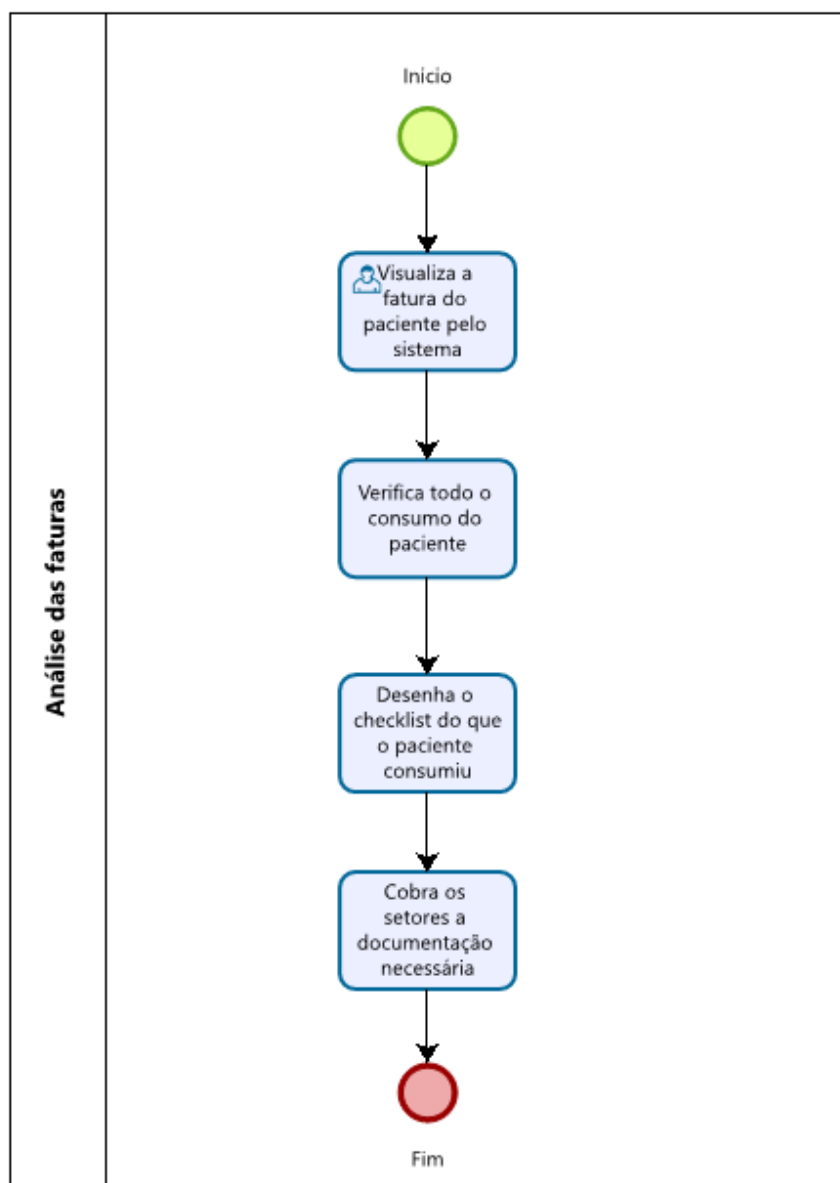 Inicio
Visualiza a
fatura do
paciente pelo
sistema
Verifica todo o
consumo do
paciente
Análise das faturas
Desenha o
checklist do que
o paciente
consumiu
Cobra os
setores a
documentação
necessária
Fim